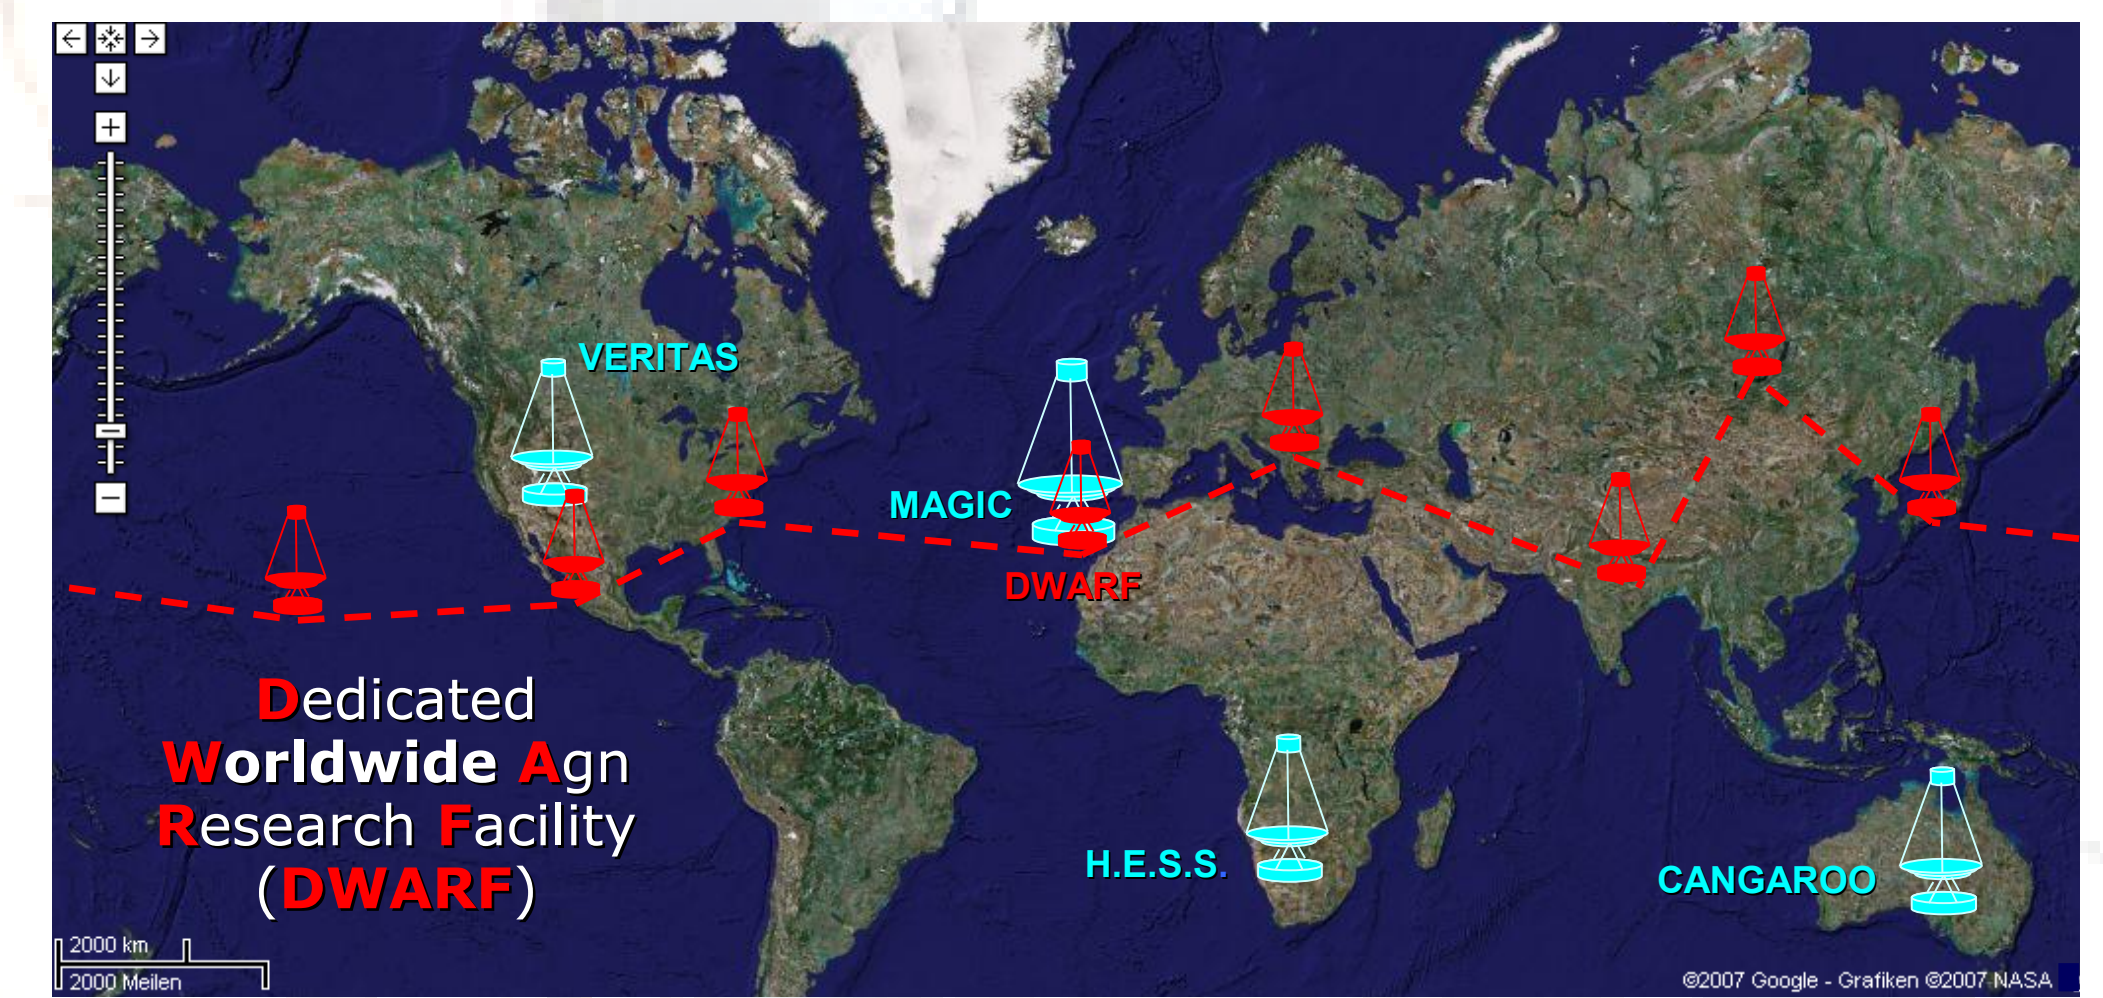 VERITAS
MAGIC
DWARF
Dedicated
Worldwide Agn
Research Facility
(DWARF)
H.E.S.S.
CANGAROO
2000 km
2000 Meilen
©2007 Google - Grafiken ©2007 NASA